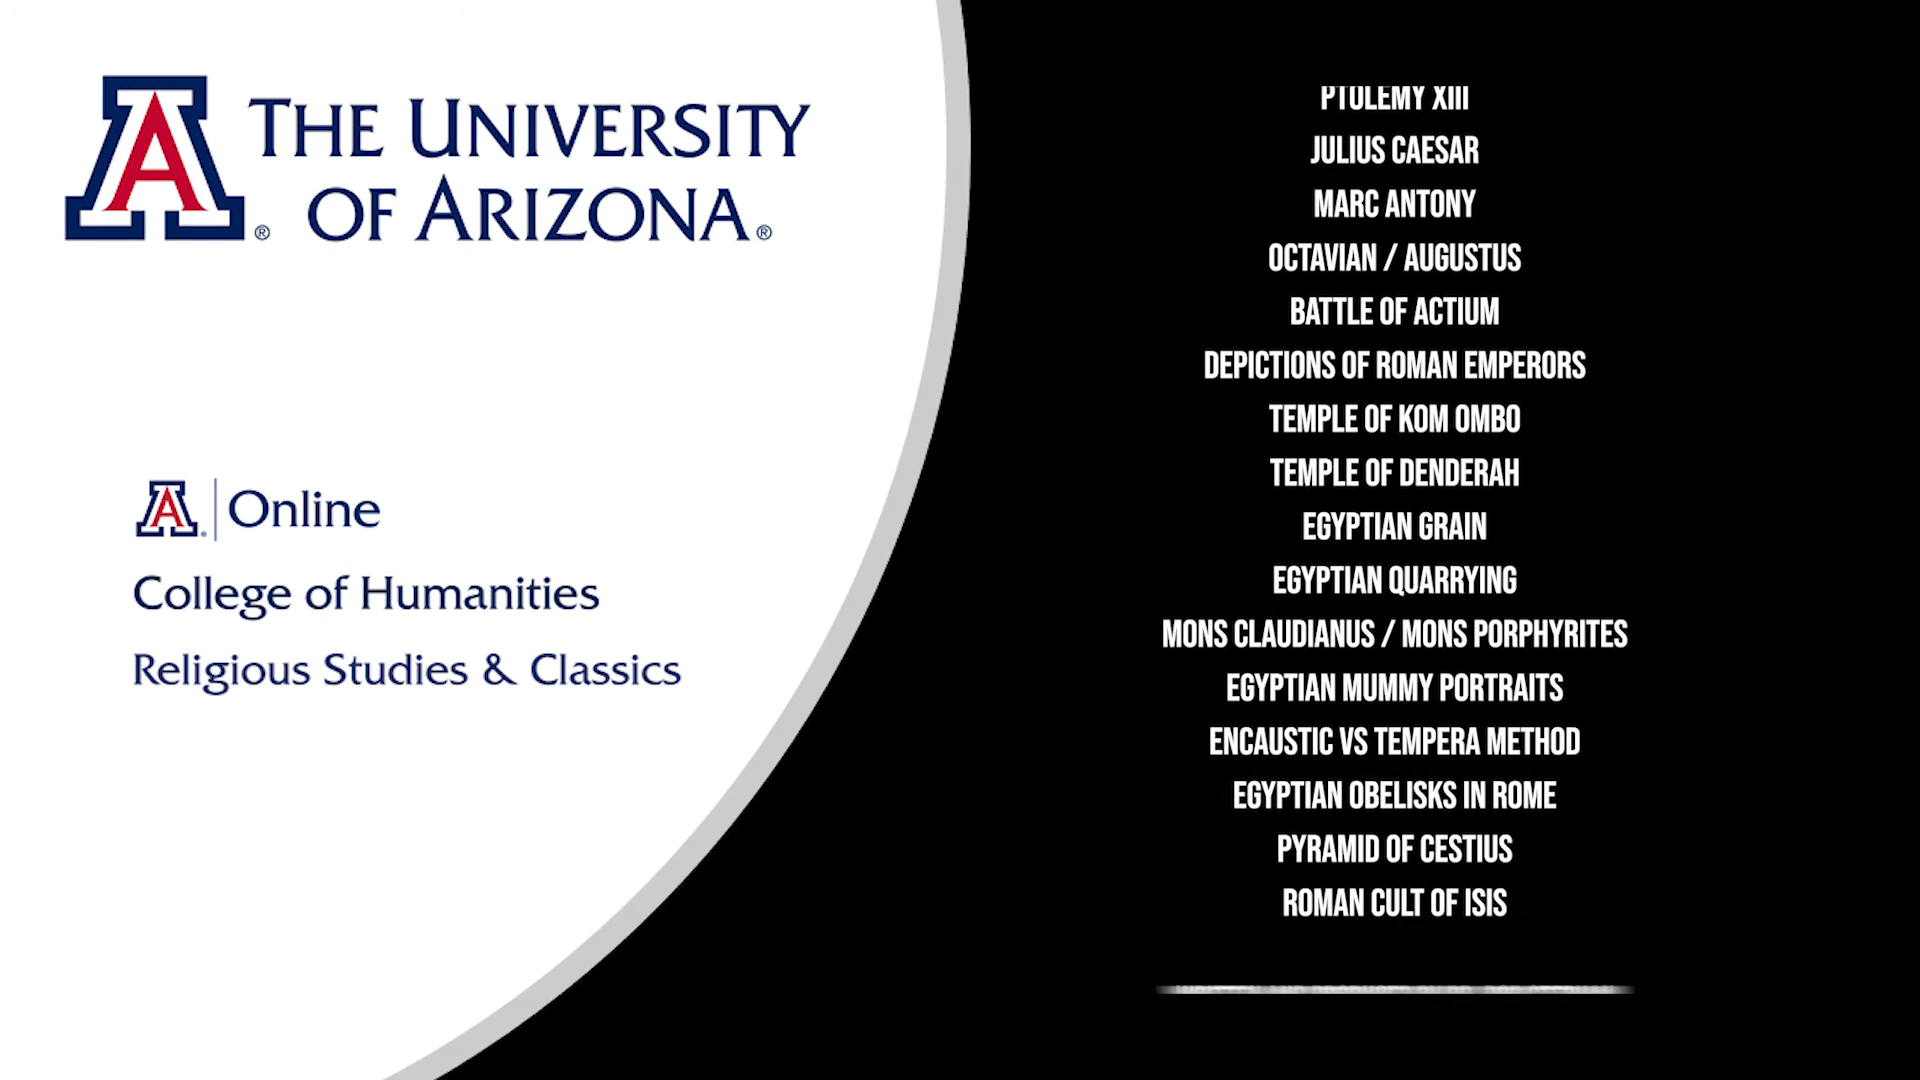 THE UNIVERSITY
OF ARIZONA
A Online
College of Humanities
Religious Studies & Classics
PTOLEMY XIII
JULIUS CAESAR
MARC ANTONY
OCTAVIAN / AUGUSTUS
BATTLE OF ACTIUM
DEPICTIONS OF ROMAN EMPERORS
TEMPLE OF KOM OMBO
TEMPLE OF DENDERAH
EGYPTIAN GRAIN
EGYPTIAN QUARRYING
MONS CLAUDIANUS / MONS PORPHYRITES
EGYPTIAN MUMMY PORTRAITS
ENCAUSTIC VS TEMPERA METHOD
EGYPTIAN OBELISKS IN ROME
PYRAMID OF CESTIUS
ROMAN CULT OF ISIS